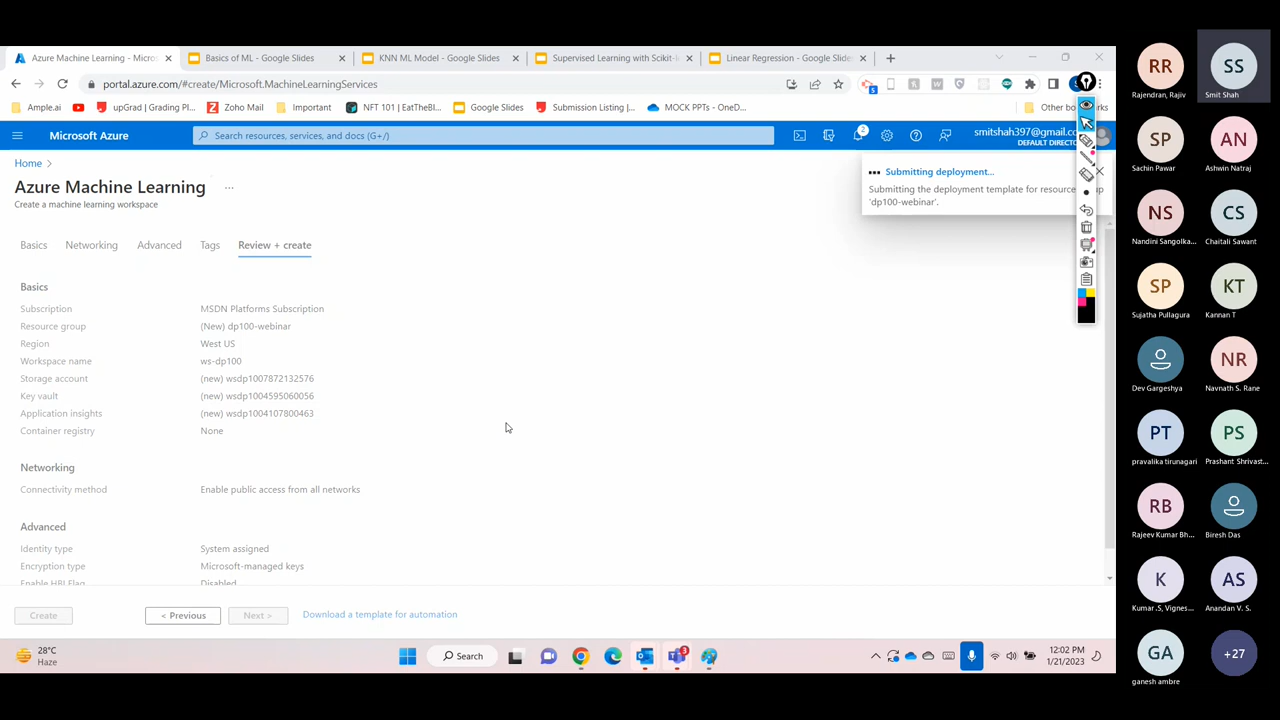 Azure Machine Learning - Micros
Basics of ML - Google Slides
KNN ML Model - Google Slides
Supervised Learning with Scikit-l
Linear Regression - Google Slides
portal.azure.com/#create/Microsoft.MachineLearningServices
Ample.ai
upGrad | Grading Pl...
Zoho Mail
Important
NFT 101 | EatTheBl...
Google Slides
Submission Listing |...
MOCK PPTs - OneD...
Other bo
Microsoft Azure
Search resources, services, and docs (G+/)
2
smitshah397@gmail.co
DEFAULT DIRECTO
Home >
Azure Machine Learning ...
Create a machine learning workspace
Submitting deployment...
Submitting the deployment template for resource
'dp100-webinar'.
Basics Networking Advanced Tags Review + create
Basics
Subscription MSDN Platforms Subscription
Resource group (New) dp100-webinar
Region West US
Workspace name ws-dp100
Storage account (new) wsdp1007872132576
Key vault (new) wsdp1004595060056
Application insights (new) wsdp1004107800463
Container registry None
Networking
Connectivity method Enable public access from all networks
Advanced
Identity type System assigned
Encryption type Microsoft-managed keys
Enable HBI Flag Disabled
Create < Previous Next > Download a template for automation
28°C
Haze
Search
3
12:02 PM
1/21/2023
RR
Rajendran, Rajiv
SS
Smit Shah
SP
Sachin Pawar
AN
Ashwin Natraj
NS
Nandini Sangolka...
CS
Chaitali Sawant
SP
Sujatha Pullagura
KT
Kannan T
Dev Gargeshya
NR
Navnath S. Rane
PT
pravalika tirunagari
PS
Prashant Shrivast...
RB
Rajeev Kumar Bh...
Biresh Das
K
Kumar .S, Vignes...
AS
Anandan V. S.
GA
ganesh ambre
+27